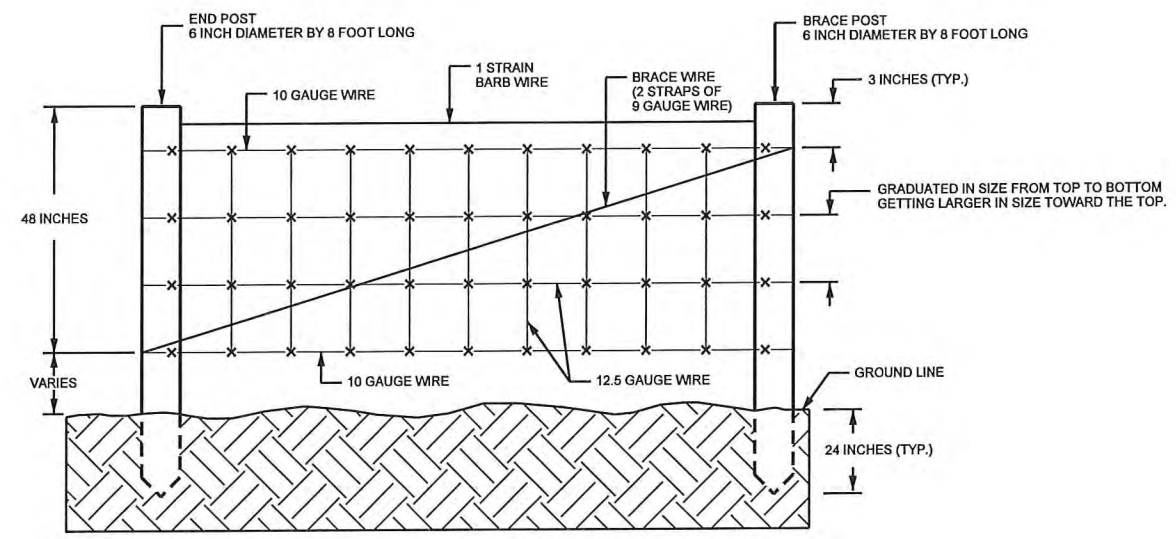 END POST
6 INCH DIAMETER BY 8 FOOT LONG
BRACE POST
6 INCH DIAMETER BY 8 FOOT LONG
1 STRAIN
BARB WIRE
BRACE WIRE
(2 STRAPS OF
9 GAUGE WIRE)
3 INCHES (TYP.)
10 GAUGE WIRE
48 INCHES
GRADUATED IN SIZE FROM TOP TO BOTTOM
GETTING LARGER IN SIZE TOWARD THE TOP.
VARIES
10 GAUGE WIRE
12.5 GAUGE WIRE
GROUND LINE
24 INCHES (TYP.)